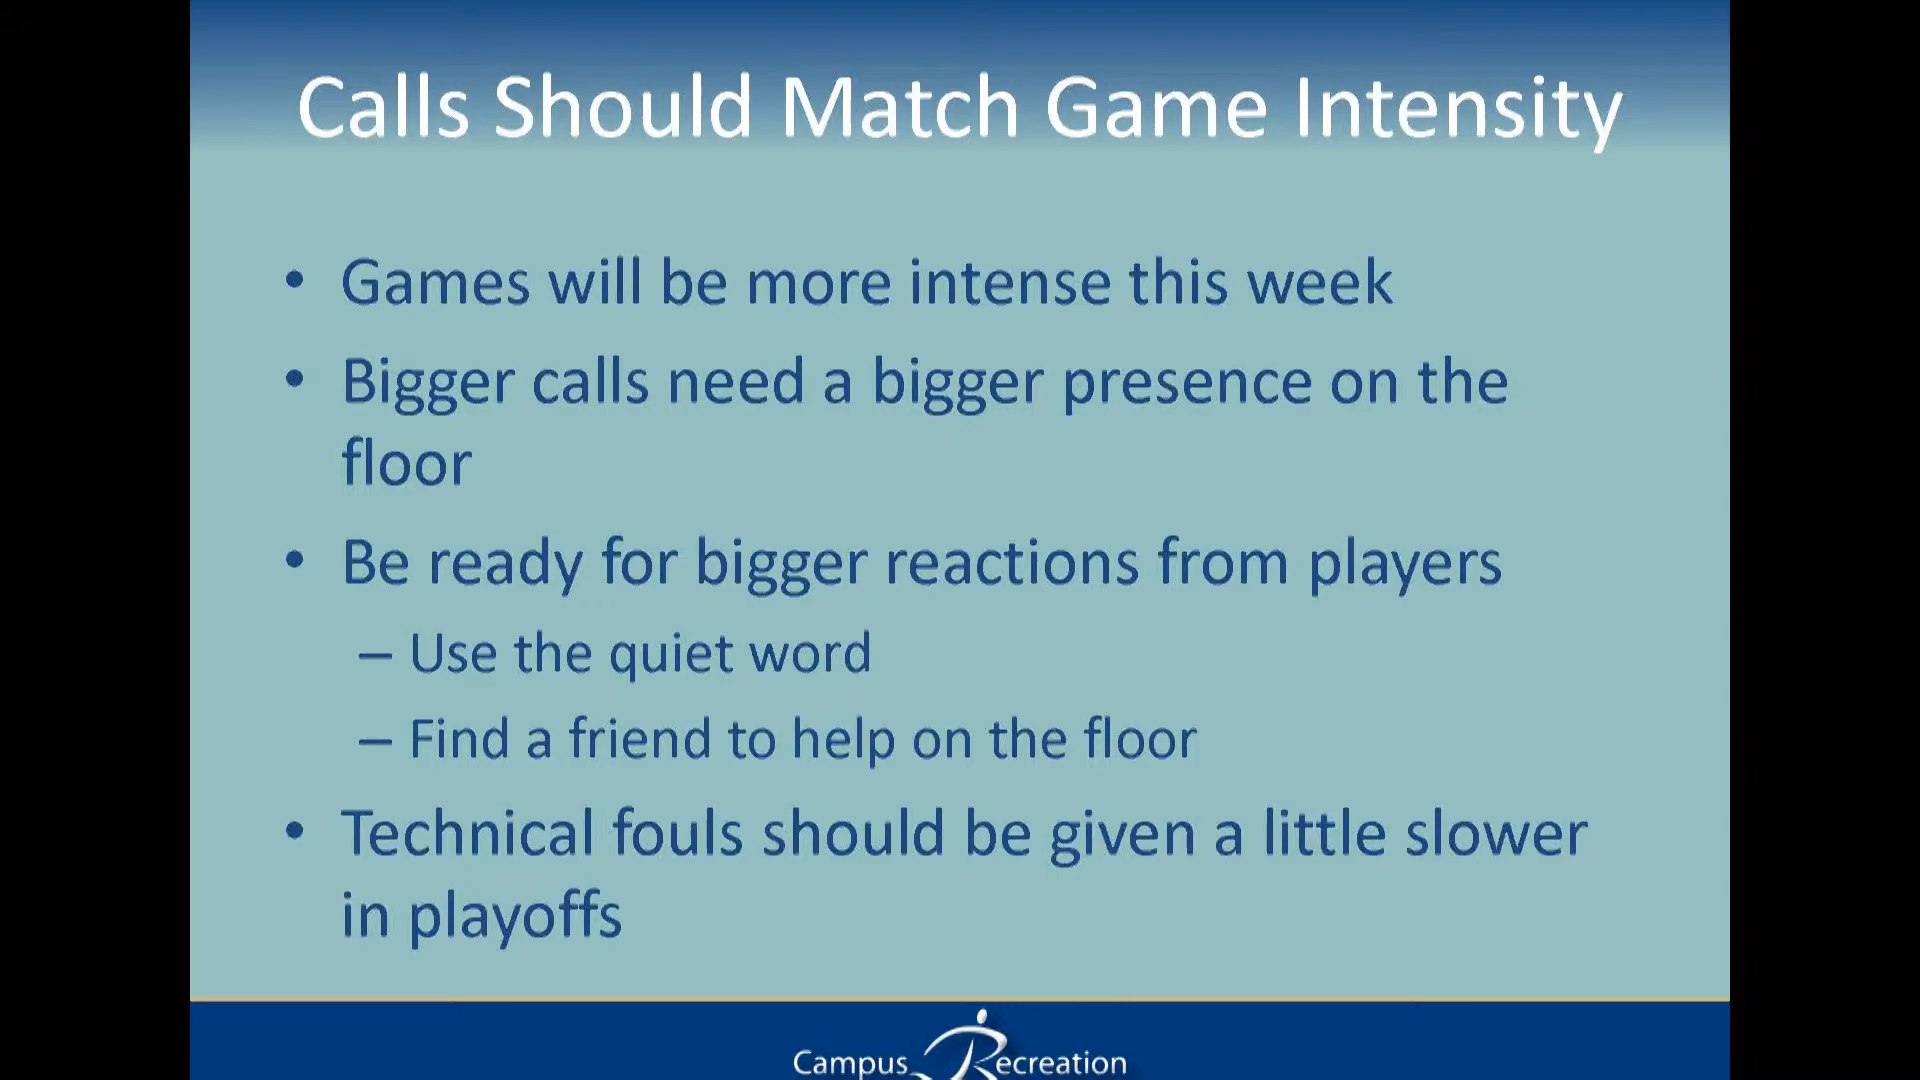 Calls Should Match Game Intensity
• Games will be more intense this week
• Bigger calls need a bigger presence on the
floor
• Be ready for bigger reactions from players
– Use the quiet word
– Find a friend to help on the floor
• Technical fouls should be given a little slower
in playoffs
Campus Recreation